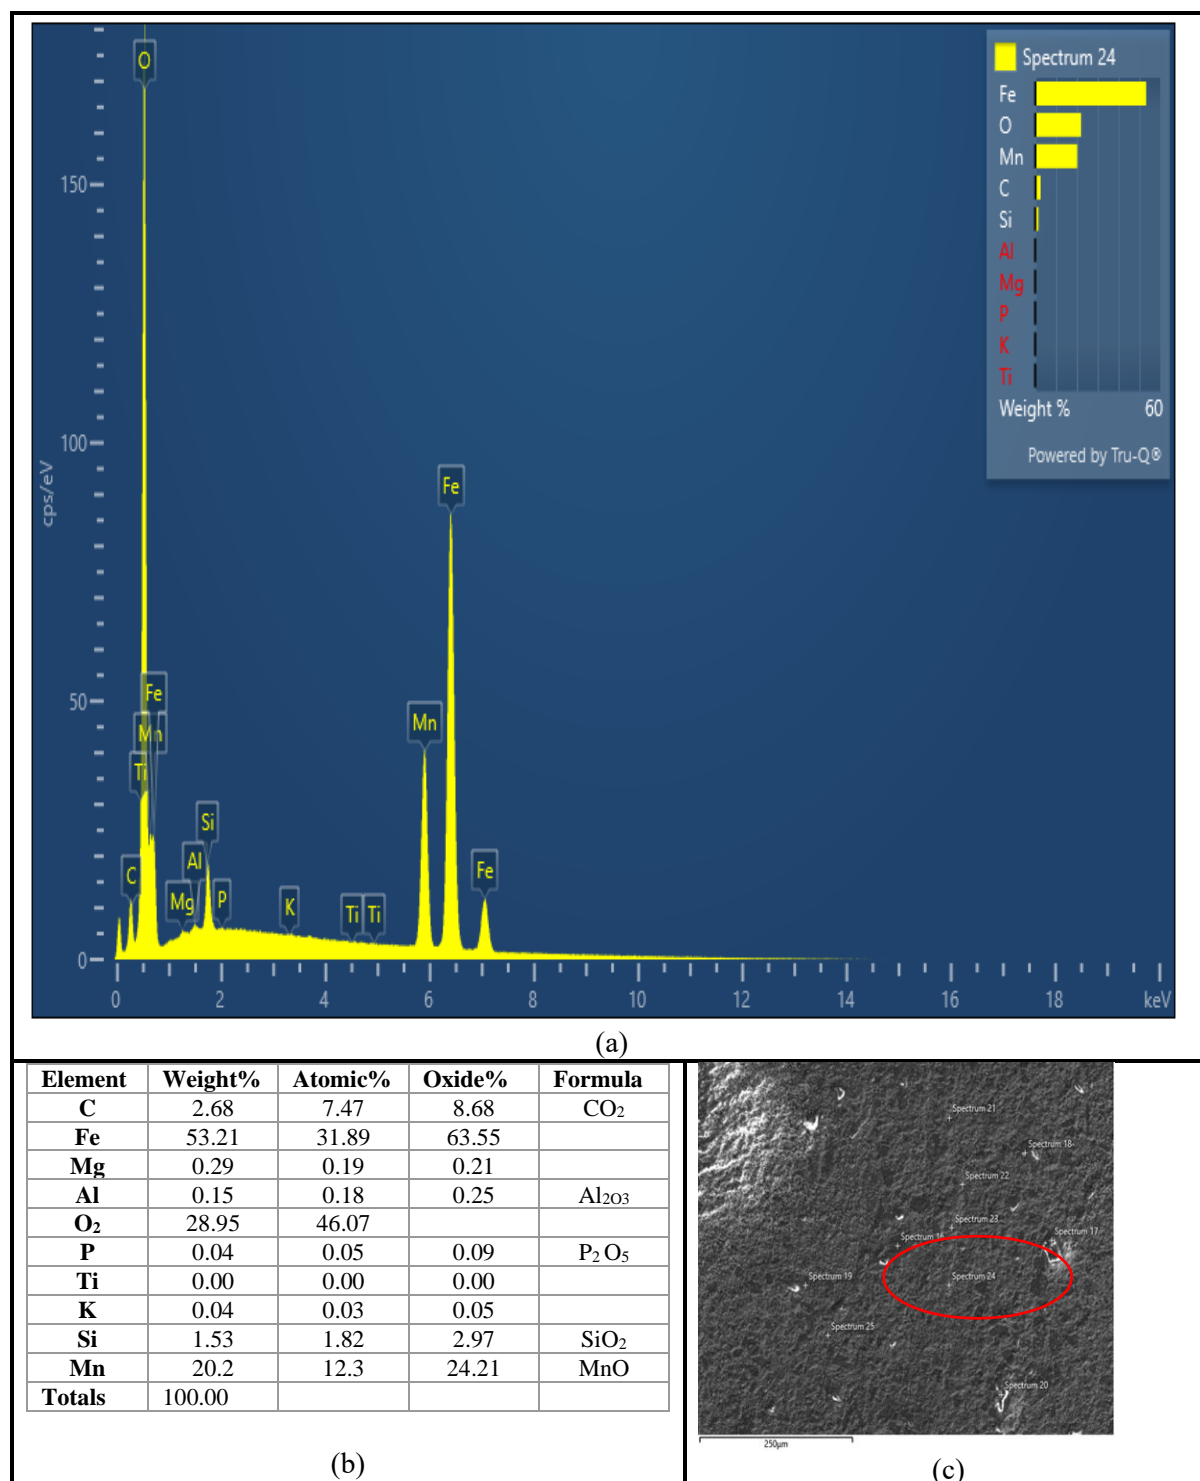 O
Spectrum 24
Fe
O
Mn
C
Si
Al
Mg
P
K
Ti
Weight % 60
Powered by Tru-Q®
150
100
50
0
cps/eV
Fe
Fe
Mn
Ti
Mn
Si
Al
C
Mg
P
K
Ti
Ti
Fe
0 2 4 6 8 10 12 14 16 18 keV
(a)
Element Weight% Atomic% Oxide% Formula
C 2.68 7.47 8.68 CO₂
Fe 53.21 31.89 63.55
Mg 0.29 0.19 0.21
Al 0.15 0.18 0.25 Al₂O₃
O₂ 28.95 46.07
P 0.04 0.05 0.09 P₂ O₅
Ti 0.00 0.00 0.00
K 0.04 0.03 0.05
Si 1.53 1.82 2.97 SiO₂
Mn 20.2 12.3 24.21 MnO
Totals 100.00
(b)
Spectrum 21
Spectrum 18
Spectrum 22
Spectrum 23
Spectrum 17
Spectrum
Spectrum 24
Spectrum 19
Spectrum 25
Spectrum 20
250µm
(c)